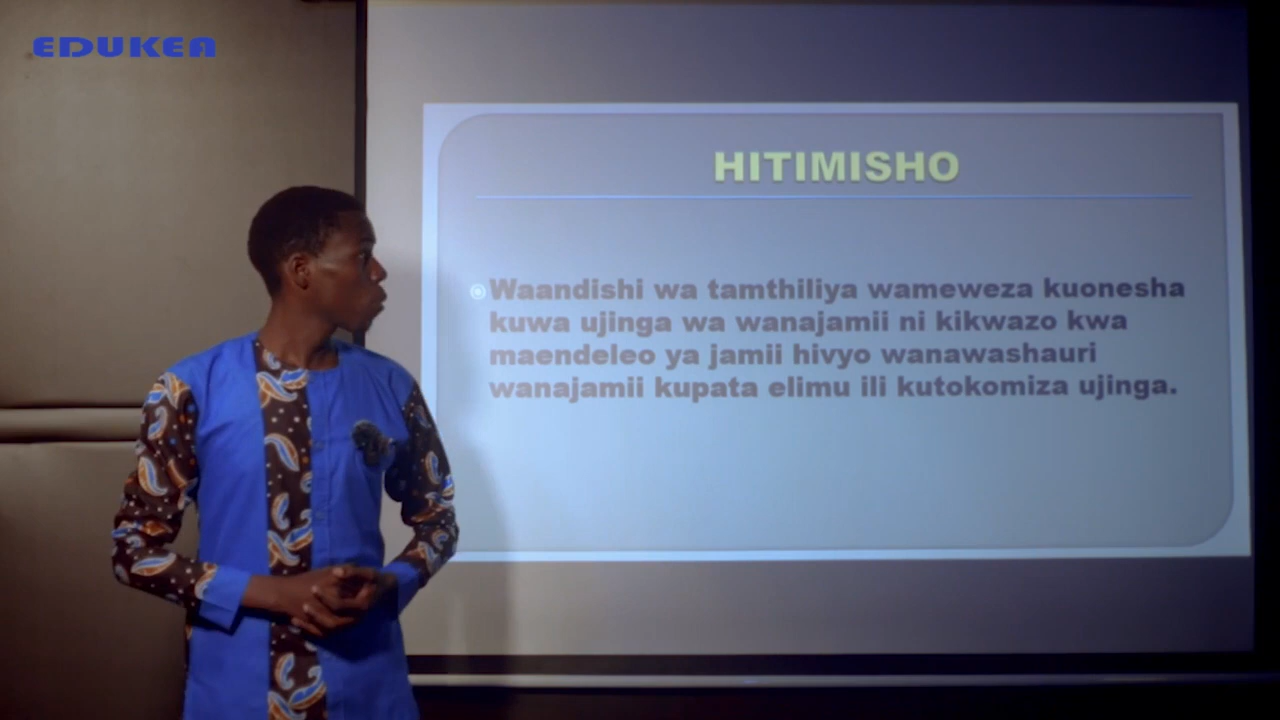 EDUKEA
HITIMISHO
Waandishi wa tamthiliya wameweza kuonesha
kuwa ujinga wa wanajamii ni kikwazo kwa
maendeleo ya jamii hivyo wanawashauri
wanajamii kupata elimu ili kutokomiza ujinga.